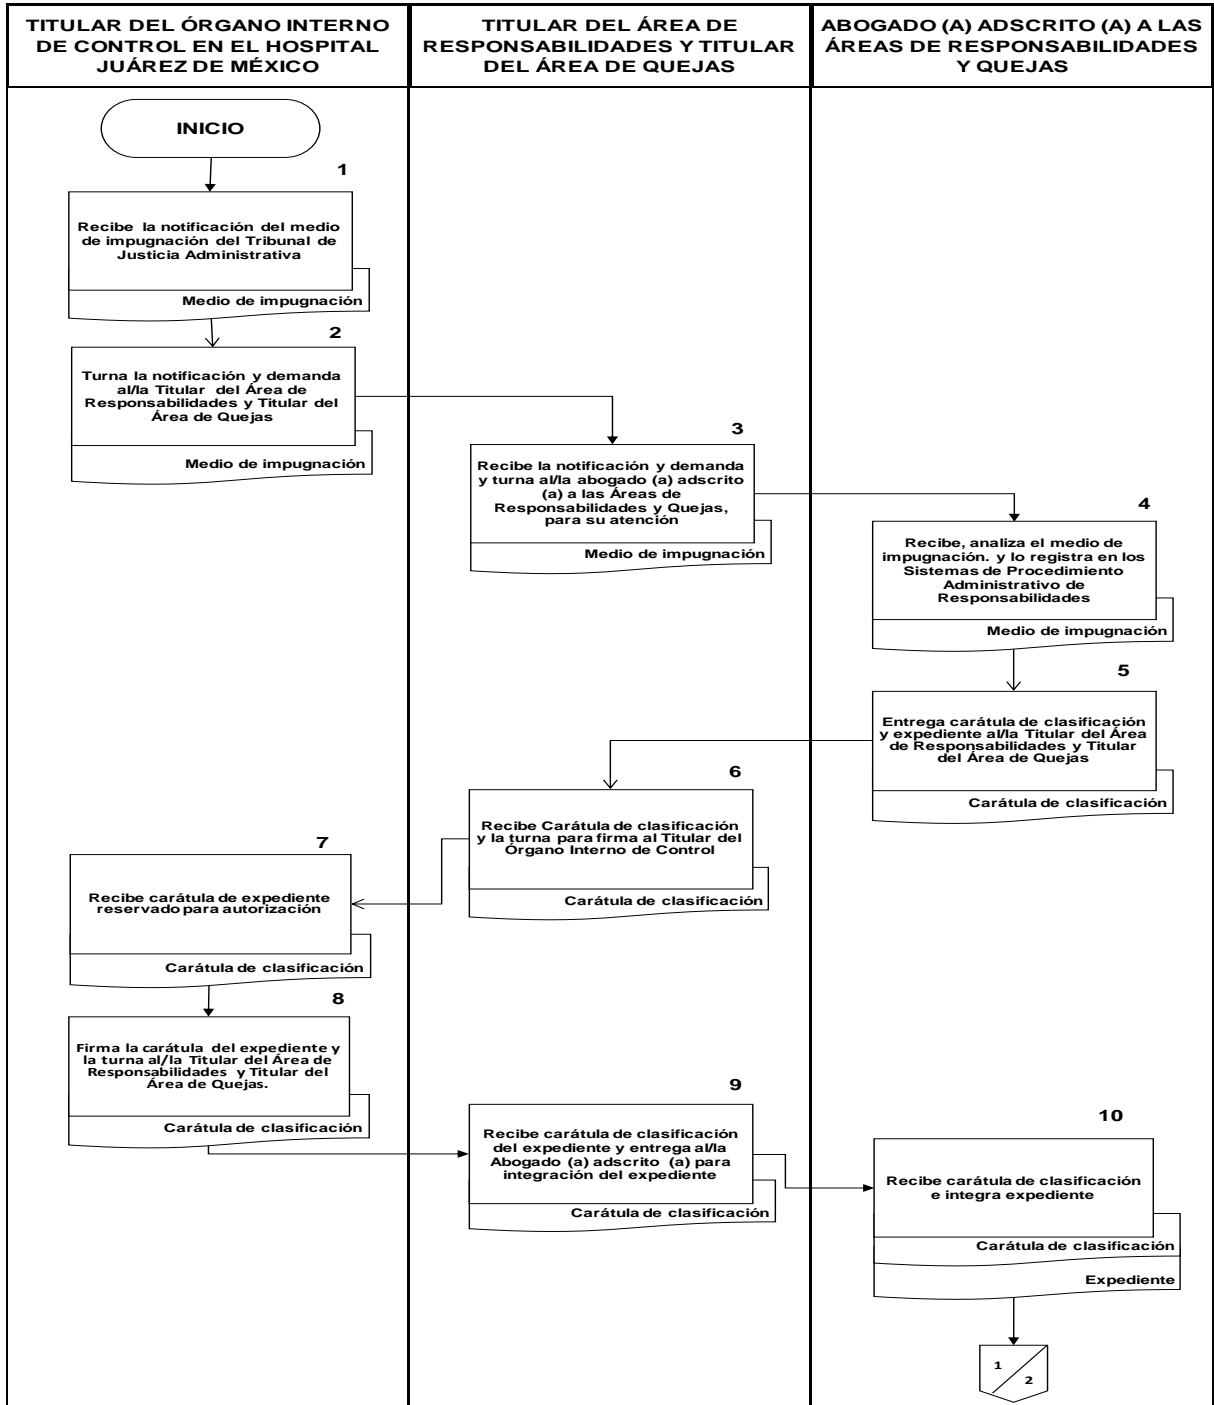 TITULAR DEL ÓRGANO INTERNO
DE CONTROL EN EL HOSPITAL
JUÁREZ DE MÉXICO
TITULAR DEL ÁREA DE
RESPONSABILIDADES Y TITULAR
DEL ÁREA DE QUEJAS
ABOGADO (A) ADSCRITO (A) A LAS
ÁREAS DE RESPONSABILIDADES
Y QUEJAS
INICIO
1
Recibe la notificación del medio
de impugnación del Tribunal de
Justicia Administrativa
Medio de impugnación
2
Turna la notificación y demanda
al/la Titular del Área de
Responsabilidades y Titular del
Área de Quejas
Medio de impugnación
3
Recibe la notificación y demanda
y turna al/la abogado (a) adscrito
(a) a las Áreas de
Responsabilidades y Quejas,
para su atención
Medio de impugnación
4
Recibe, analiza el medio de
impugnación. y lo registra en los
Sistemas de Procedimiento
Administrativo de
Responsabilidades
Medio de impugnación
5
Entrega carátula de clasificación
y expediente al/la Titular del Área
de Responsabilidades y Titular
del Área de Quejas
Carátula de clasificación
6
Recibe Carátula de clasificación
y la turna para firma al Titular del
Órgano Interno de Control
Carátula de clasificación
7
Recibe carátula de expediente
reservado para autorización
Carátula de clasificación
8
Firma la carátula del expediente y
la turna al/la Titular del Área de
Responsabilidades y Titular del
Área de Quejas.
Carátula de clasificación
9
Recibe carátula de clasificación
del expediente y entrega al/la
Abogado (a) adscrito (a) para
integración del expediente
Carátula de clasificación
10
Recibe carátula de clasificación
e integra expediente
Carátula de clasificación
Expediente
1
2